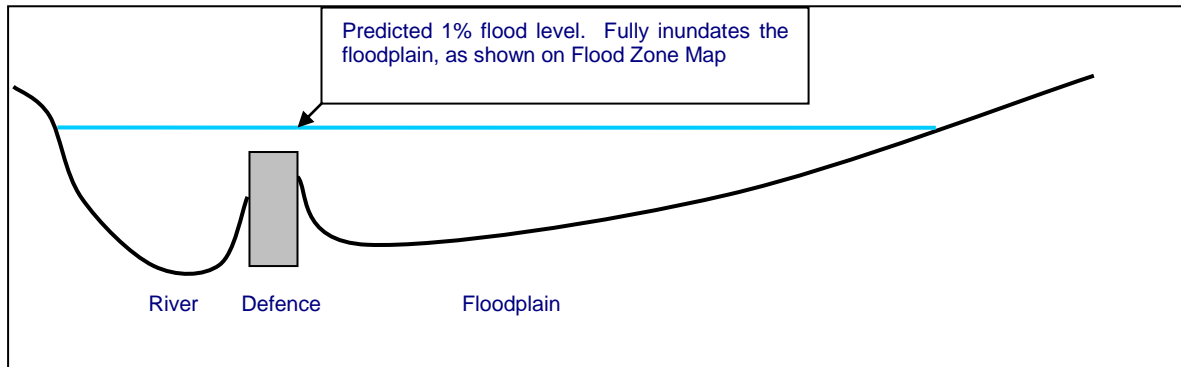 Predicted 1% flood level. Fully inundates the
floodplain, as shown on Flood Zone Map
River Defence Floodplain